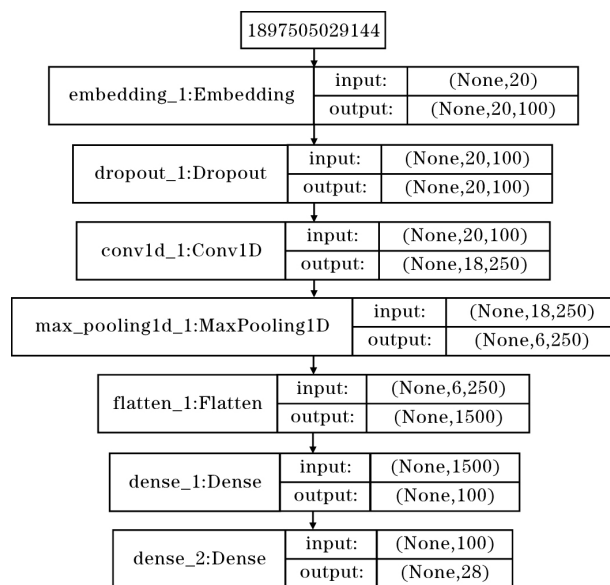 1897505029144
embedding_1:Embedding
input: (None,20)
output: (None,20,100)
dropout_1:Dropout
input: (None,20,100)
output: (None,20,100)
conv1d_1:Conv1D
input: (None,20,100)
output: (None,18,250)
max_pooling1d_1:MaxPooling1D
input: (None,18,250)
output: (None,6,250)
flatten_1:Flatten
input: (None,6,250)
output: (None,1500)
dense_1:Dense
input: (None,1500)
output: (None,100)
dense_2:Dense
input: (None,100)
output: (None,28)